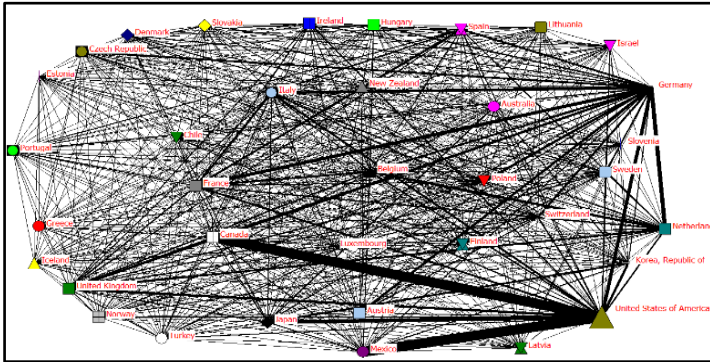 Ireland
Hungary
Slovakia
Spain
Lithuania
Denmark
Israel
Czech Republic
Estonia
New Zealand
Germany
Italy
Australia
Chile
Slovenia
Portugal
Belgium
Sweden
Poland
France
Switzerland
Greece
Netherland
Canada
Luxembourg
Finland
Iceland
Korea, Republic of
United Kingdom
United States of America
Austria
Norway
Japan
Turkey
Latvia
Mexico